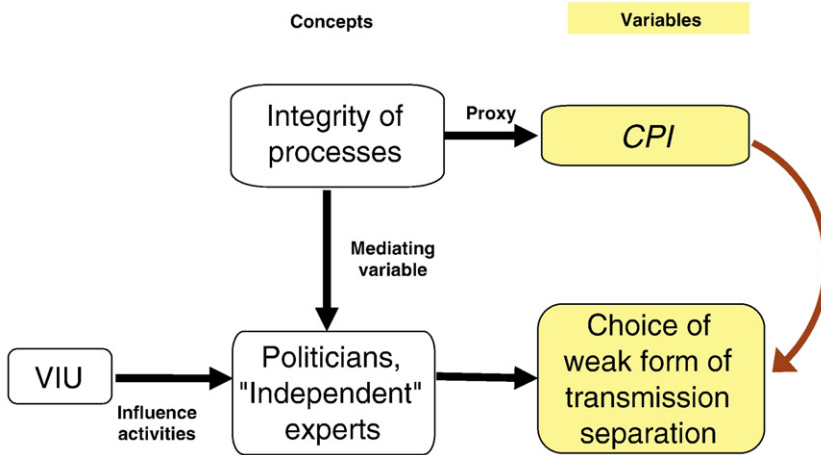 Concepts
Variables
Integrity of
processes
Proxy
CPI
Mediating
variable
VIU
Influence
activities
Politicians,
"Independent"
experts
Choice of
weak form of
transmission
separation